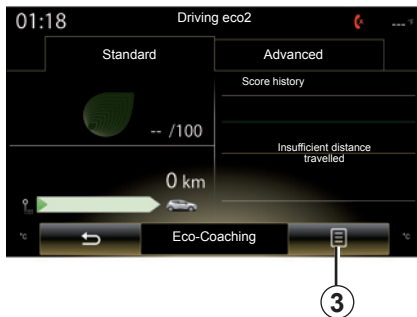 01:18 Driving eco2 ---°
Standard Advanced
Score history
-- /100
Insufficient distance
travelled
0 km
°C Eco-Coaching °C
3